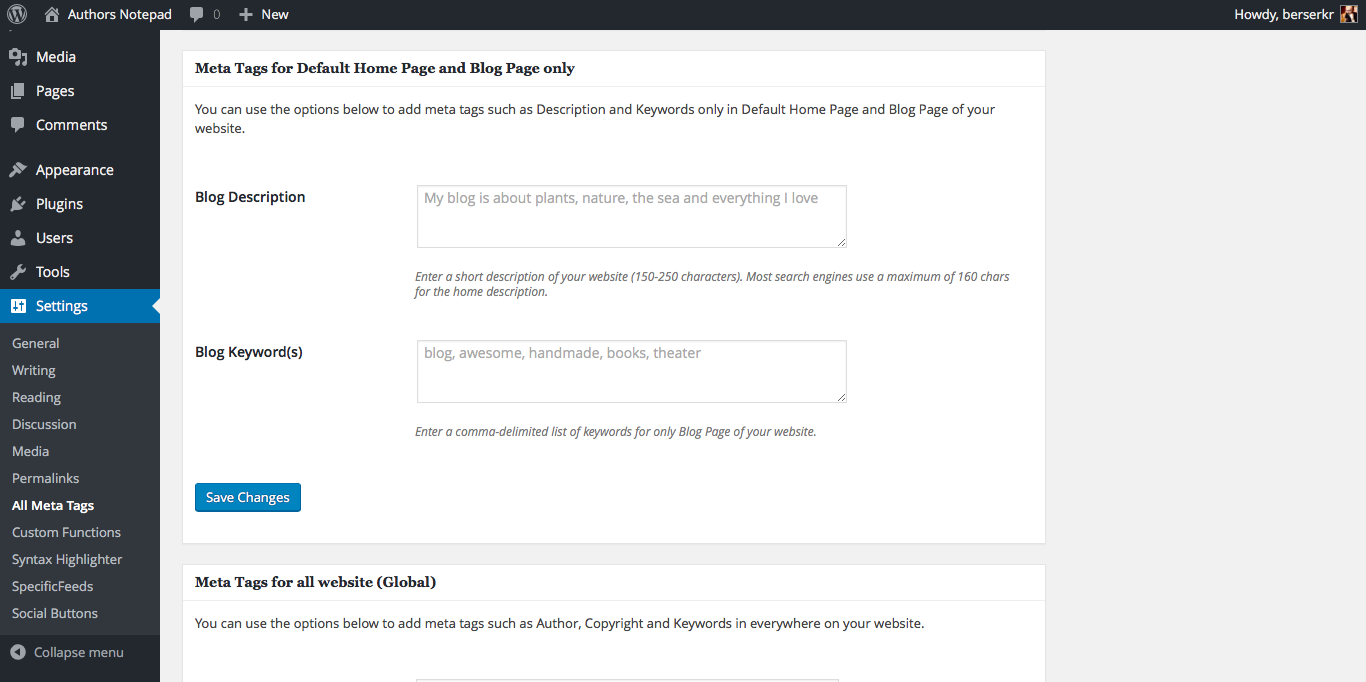 Authors Notepad 0 New Howdy, berserkr
Media
Pages
Comments
Appearance
Plugins
Users
Tools
Settings
General
Writing
Reading
Discussion
Media
Permalinks
All Meta Tags
Custom Functions
Syntax Highlighter
SpecificFeeds
Social Buttons
Collapse menu
Meta Tags for Default Home Page and Blog Page only
You can use the options below to add meta tags such as Description and Keywords only in Default Home Page and Blog Page of your
website.
Blog Description
My blog is about plants, nature, the sea and everything I love
Enter a short description of your website (150-250 characters). Most search engines use a maximum of 160 chars
for the home description.
Blog Keyword(s)
blog, awesome, handmade, books, theater
Enter a comma-delimited list of keywords for only Blog Page of your website.
Save Changes
Meta Tags for all website (Global)
You can use the options below to add meta tags such as Author, Copyright and Keywords in everywhere on your website.